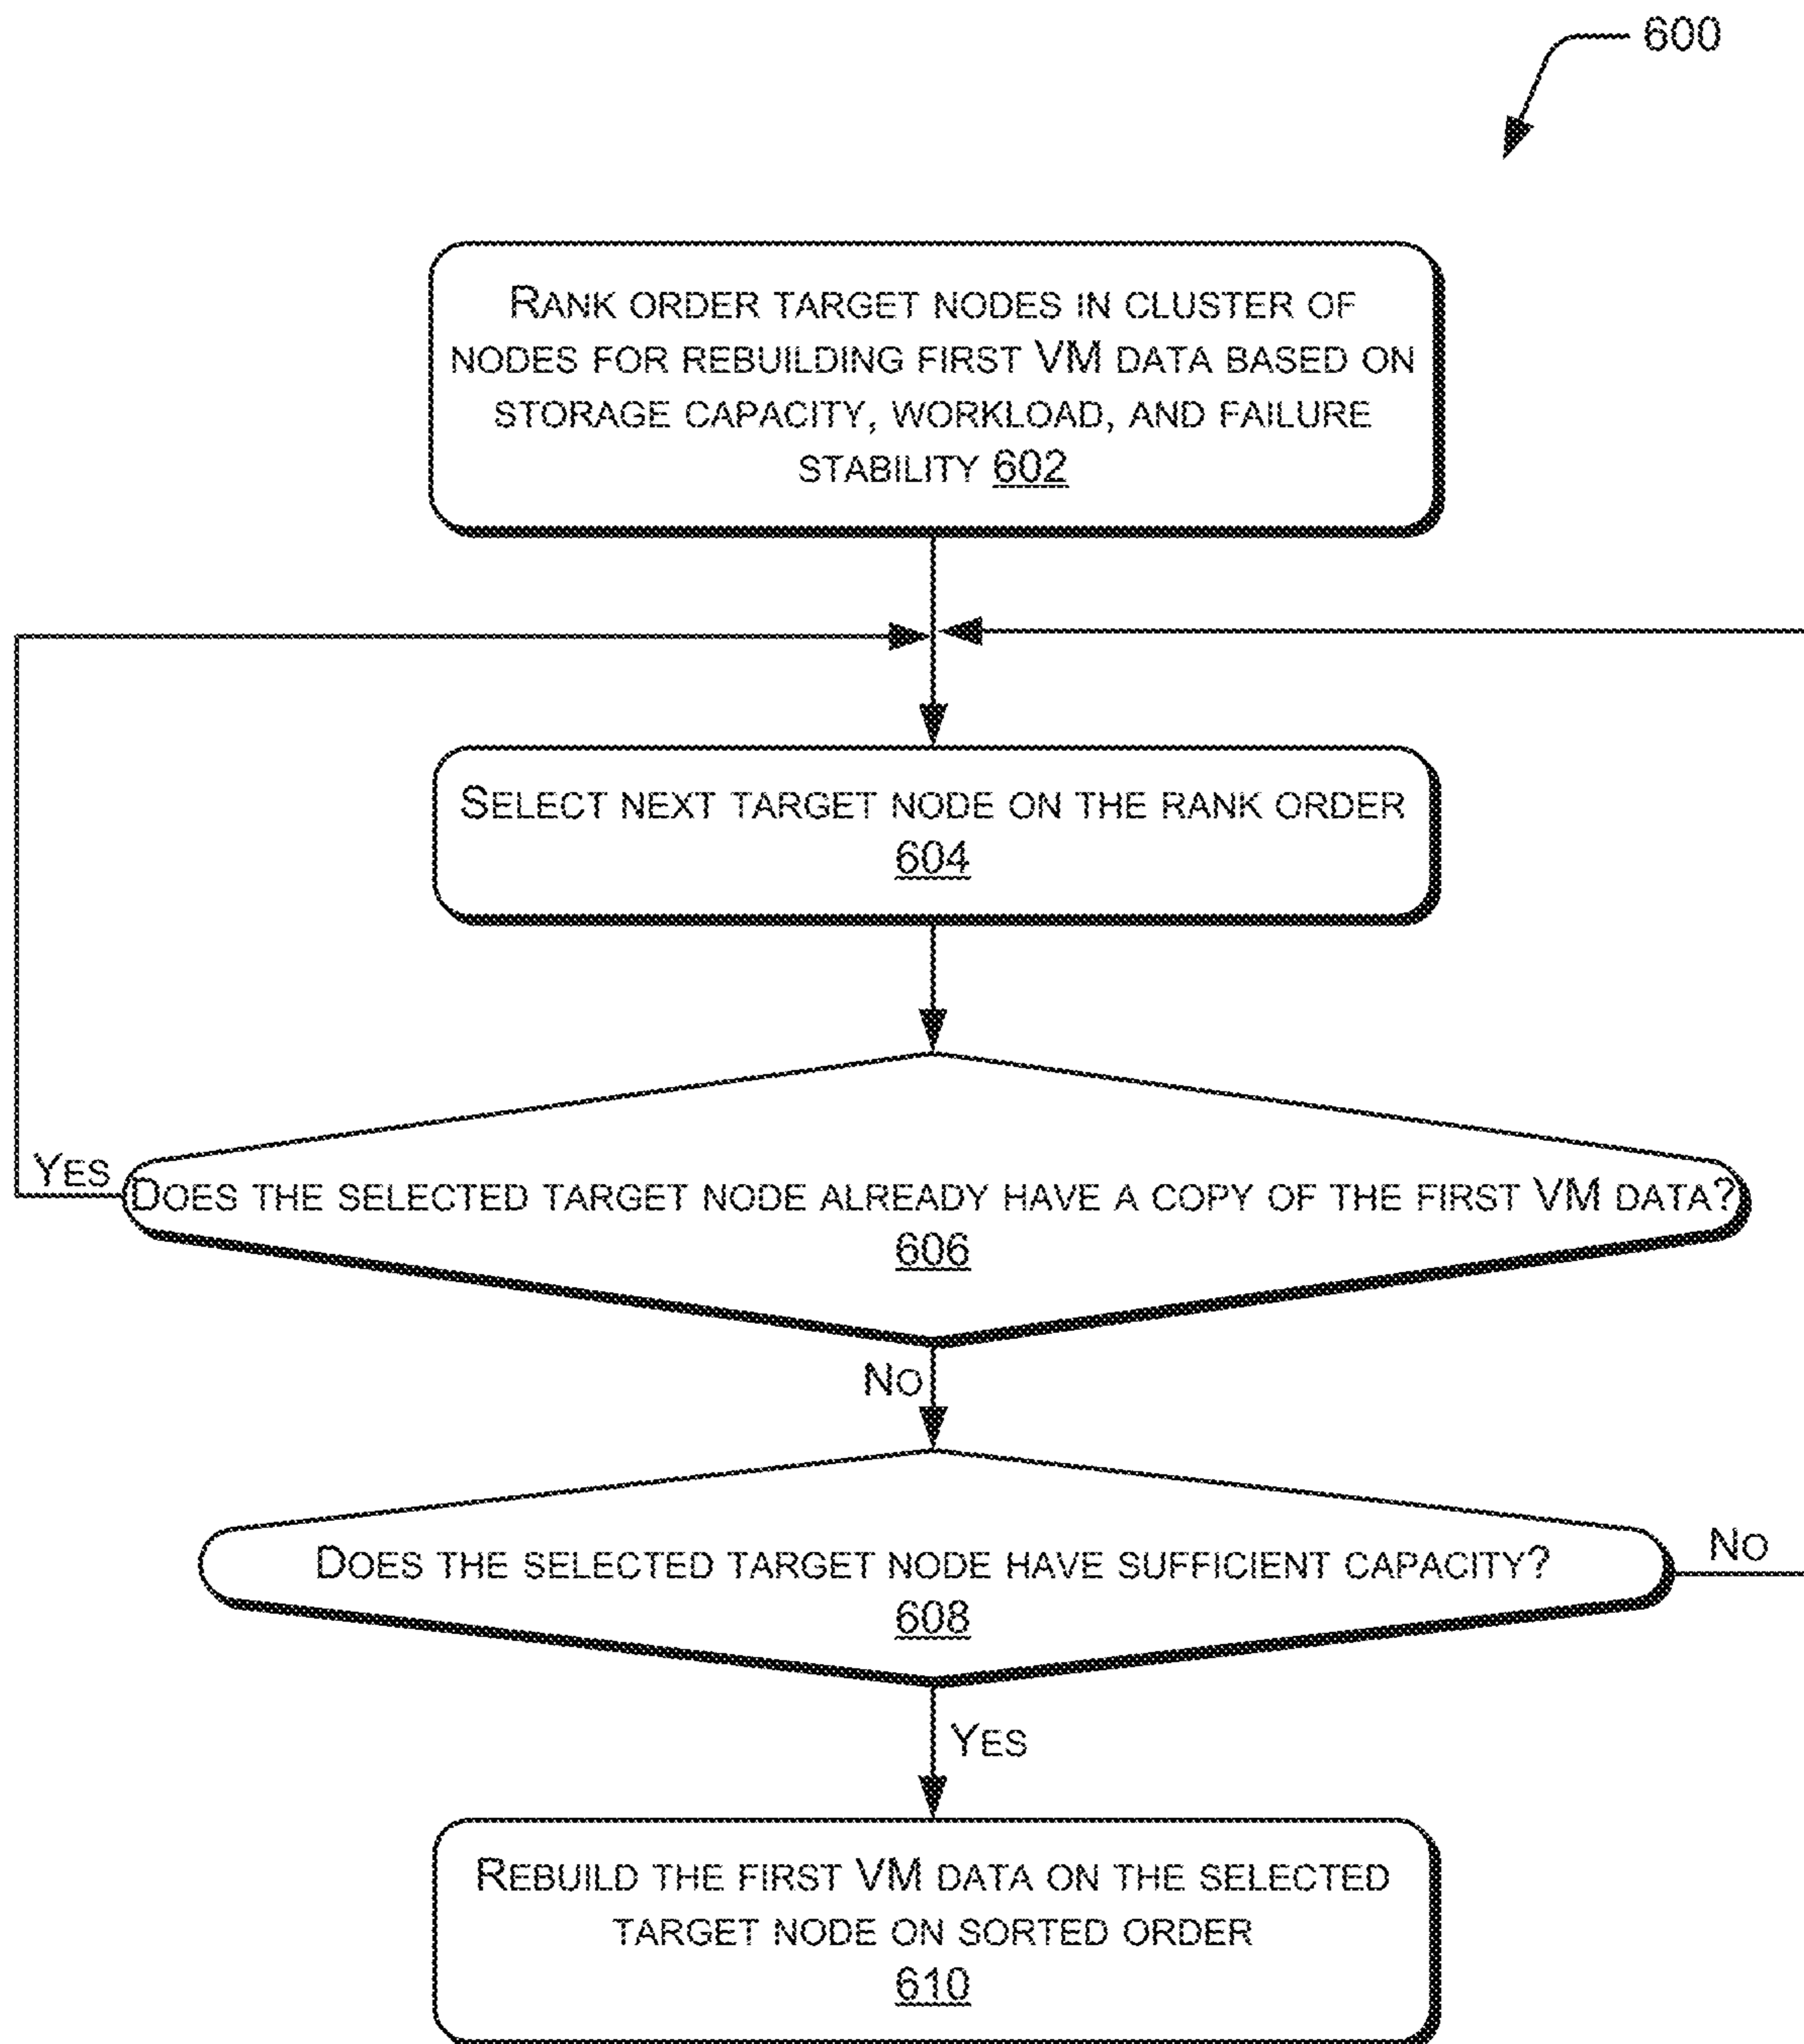 600
RANK ORDER TARGET NODES IN CLUSTER OF
NODES FOR REBUILDING FIRST VM DATA BASED ON
STORAGE CAPACITY, WORKLOAD, AND FAILURE
STABILITY 602
SELECT NEXT TARGET NODE ON THE RANK ORDER
604
YES
DOES THE SELECTED TARGET NODE ALREADY HAVE A COPY OF THE FIRST VM DATA?
606
NO
DOES THE SELECTED TARGET NODE HAVE SUFFICIENT CAPACITY?
NO
608
YES
REBUILD THE FIRST VM DATA ON THE SELECTED
TARGET NODE ON SORTED ORDER
610